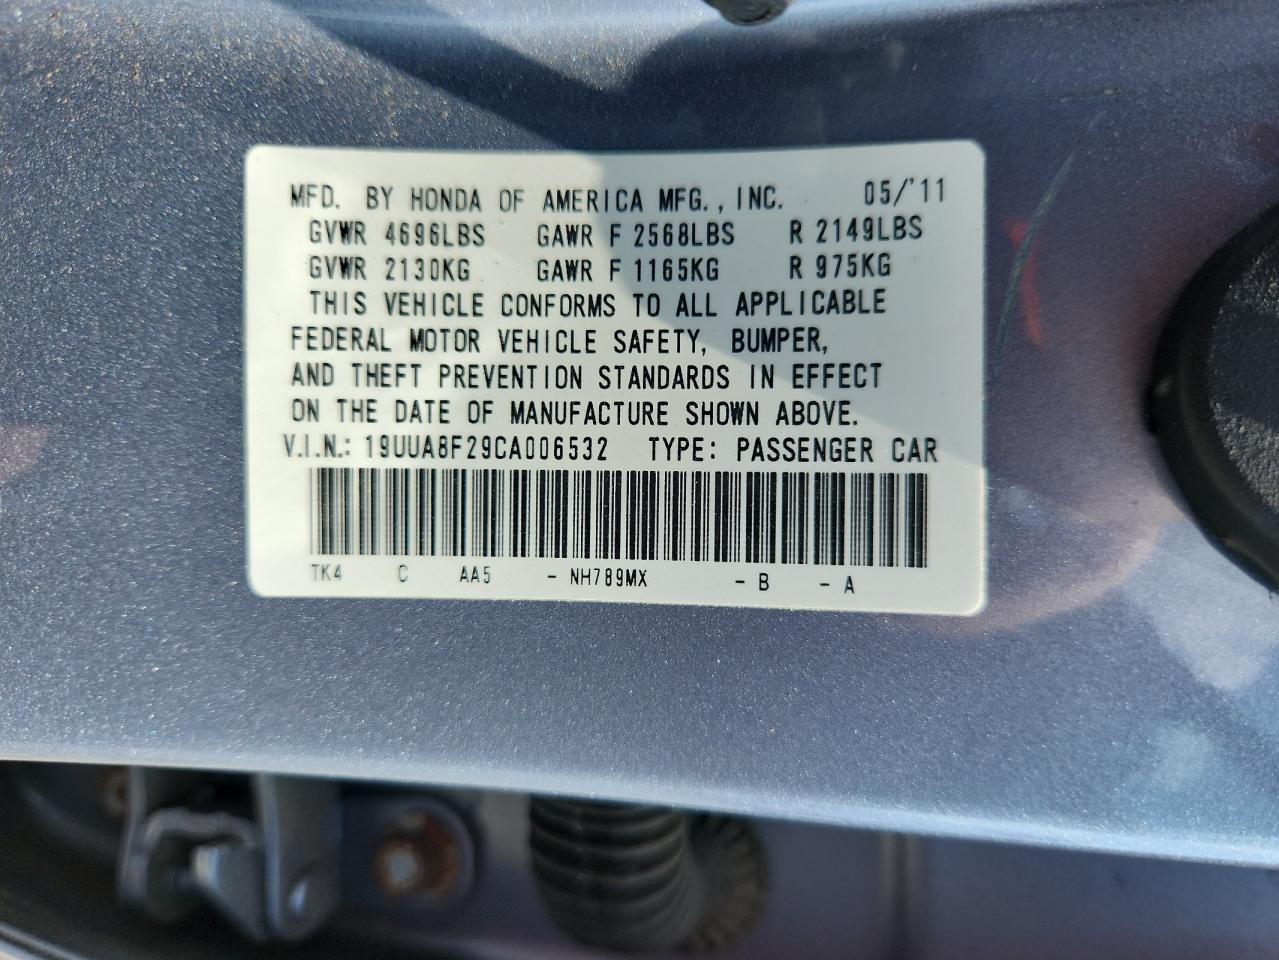 MFD. BY HONDA OF AMERICA MFG., INC. 05/'11
GVWR 4696LBS GAWR F 2568LBS R 2149LBS
GVWR 2130KG GAWR F 1165KG R 975KG
THIS VEHICLE CONFORMS TO ALL APPLICABLE
FEDERAL MOTOR VEHICLE SAFETY, BUMPER,
AND THEFT PREVENTION STANDARDS IN EFFECT
ON THE DATE OF MANUFACTURE SHOWN ABOVE.
V.I.N.: 19UUA8F29CA006532 TYPE: PASSENGER CAR
TK4 C AA5 - NH789MX - B - A